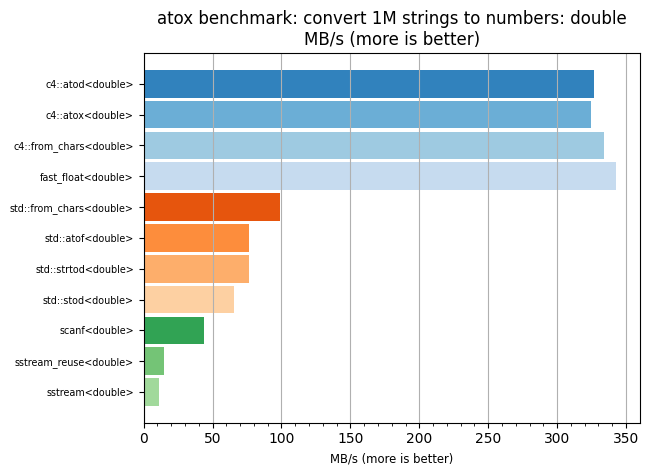 atox benchmark: convert 1M strings to numbers: double
MB/s (more is better)
c4::atod<double>
c4::atox<double>
c4::from_chars<double>
fast_float<double>
std::from_chars<double>
std::atof<double>
std::strtod<double>
std::stod<double>
scanf<double>
sstream_reuse<double>
sstream<double>
0 50 100 150 200 250 300 350
MB/s (more is better)